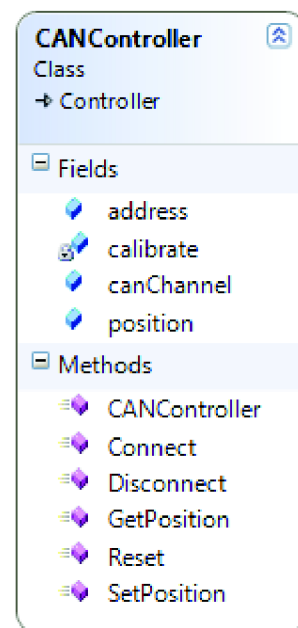 CANController
Class
Controller
Fields
address
calibrate
canChannel
position
Methods
CANController
Connect
Disconnect
GetPosition
Reset
SetPosition